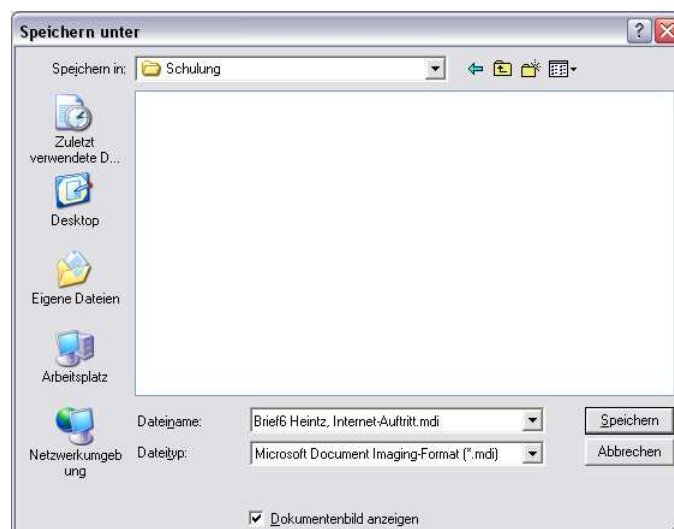 Speichern unter
Speichern in: Schulung
Zuletzt
verwendete D...
Desktop
Eigene Dateien
Arbeitsplatz
Netzwerkumgeb
ung
Dateiname: Brief6 Heintz, Internet-Auftritt.mdi Speichern
Dateityp: Microsoft Document Imaging-Format (*.mdi) Abbrechen
Dokumentenbild anzeigen